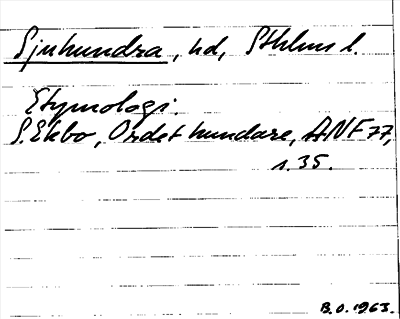 Sjuhundra, hd, Sthlms l.
Etymologi.
S. Ekbo, Ordet hundare, ANF 77,
s. 35.
B.O. 1963.